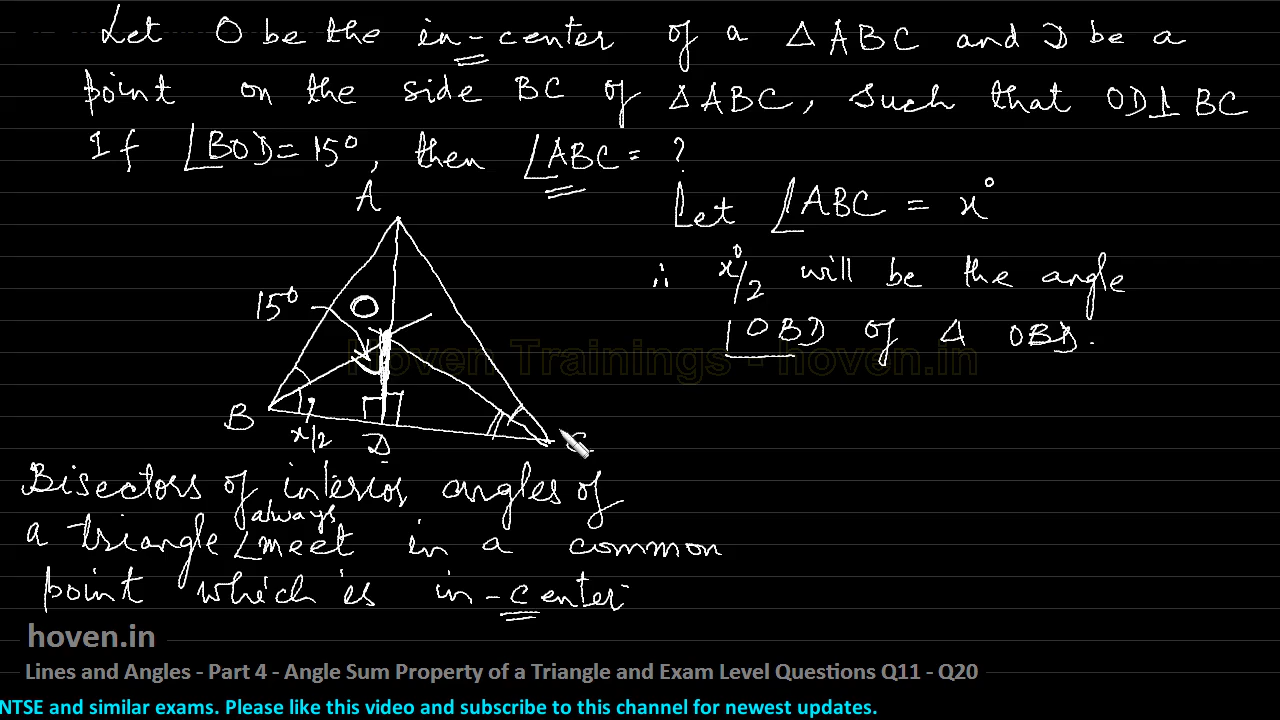 Let O be the in-center of a △ABC and D be a
point on the side BC of △ABC, such that OD⊥BC
If ∠BOD=15°, then ∠ABC= ?
Let ∠ABC = x°
∴ x°/2 will be the angle
∠OBD of △ OBD.
A
15°
O
B
x/2
D
C
Hoven Trainings - hoven.in
Bisectors of interior angles of
always
a triangle ∠meet in a common
point which is in-center
hoven.in
Lines and Angles - Part 4 - Angle Sum Property of a Triangle and Exam Level Questions Q11 - Q20
NTSE and similar exams. Please like this video and subscribe to this channel for newest updates.